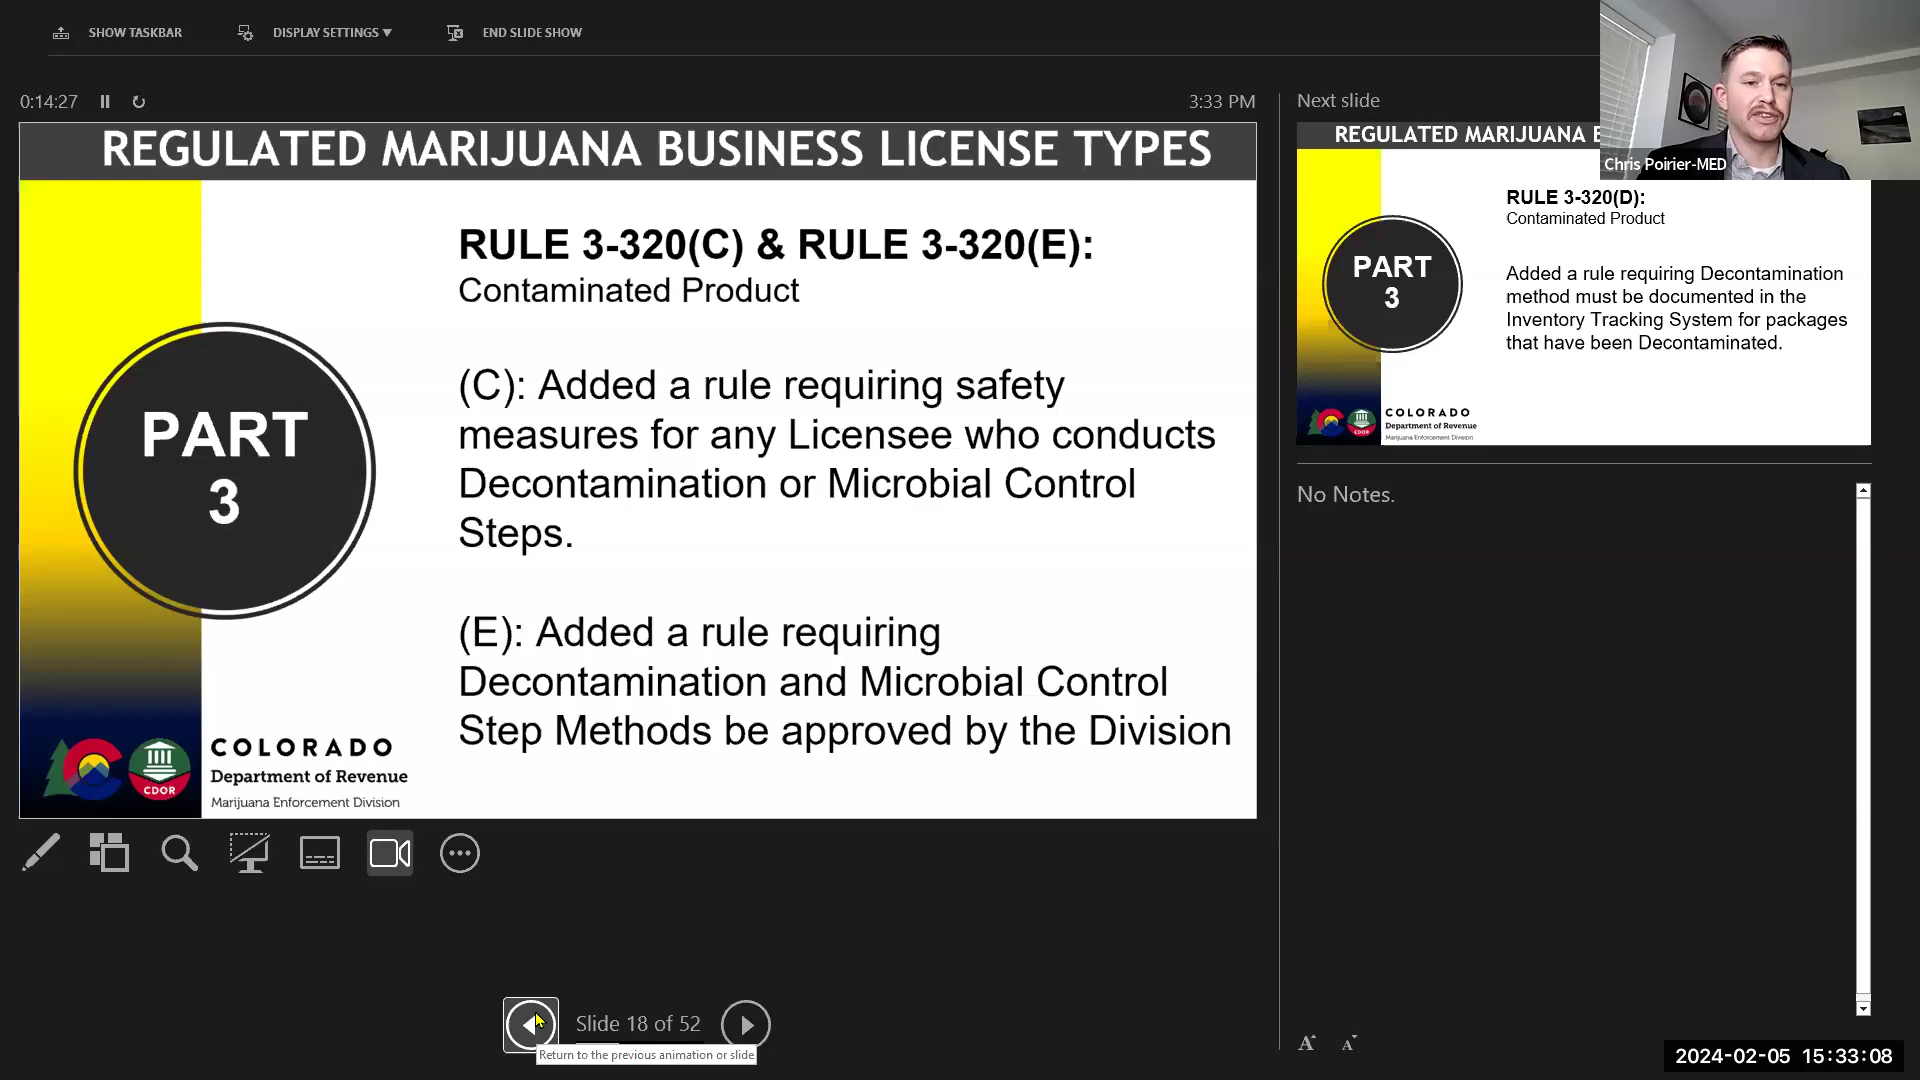 SHOW TASKBAR
DISPLAY SETTINGS ▼
END SLIDE SHOW
0:14:27
3:33 PM
REGULATED MARIJUANA BUSINESS LICENSE TYPES
RULE 3-320(C) & RULE 3-320(E):
Contaminated Product
(C): Added a rule requiring safety
measures for any Licensee who conducts
Decontamination or Microbial Control
Steps.
(E): Added a rule requiring
Decontamination and Microbial Control
Step Methods be approved by the Division
PART
3
CDOR
COLORADO
Department of Revenue
Marijuana Enforcement Division
Slide 18 of 52
Return to the previous animation or slide
Next slide
Chris Poirier-MED
REGULATED MARIJUANA B
RULE 3-320(D):
Contaminated Product
Added a rule requiring Decontamination
method must be documented in the
Inventory Tracking System for packages
that have been Decontaminated.
PART
3
CDOR
COLORADO
Department of Revenue
Marijuana Enforcement Division
No Notes.
A A
2024-02-05 15:33:08